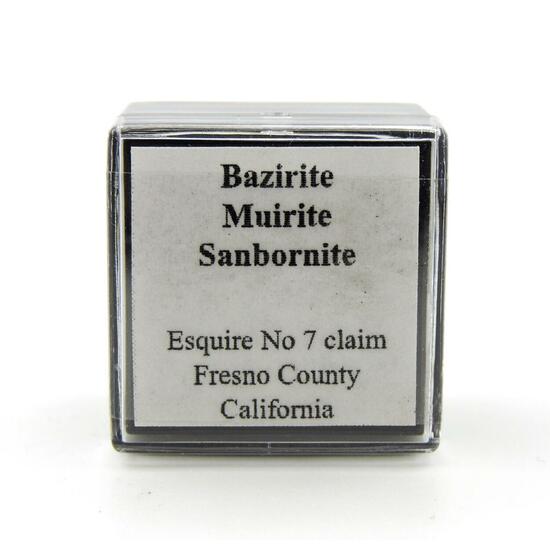 Bazirite
Muirite
Sanbornite
Esquire No 7 claim
Fresno County
California